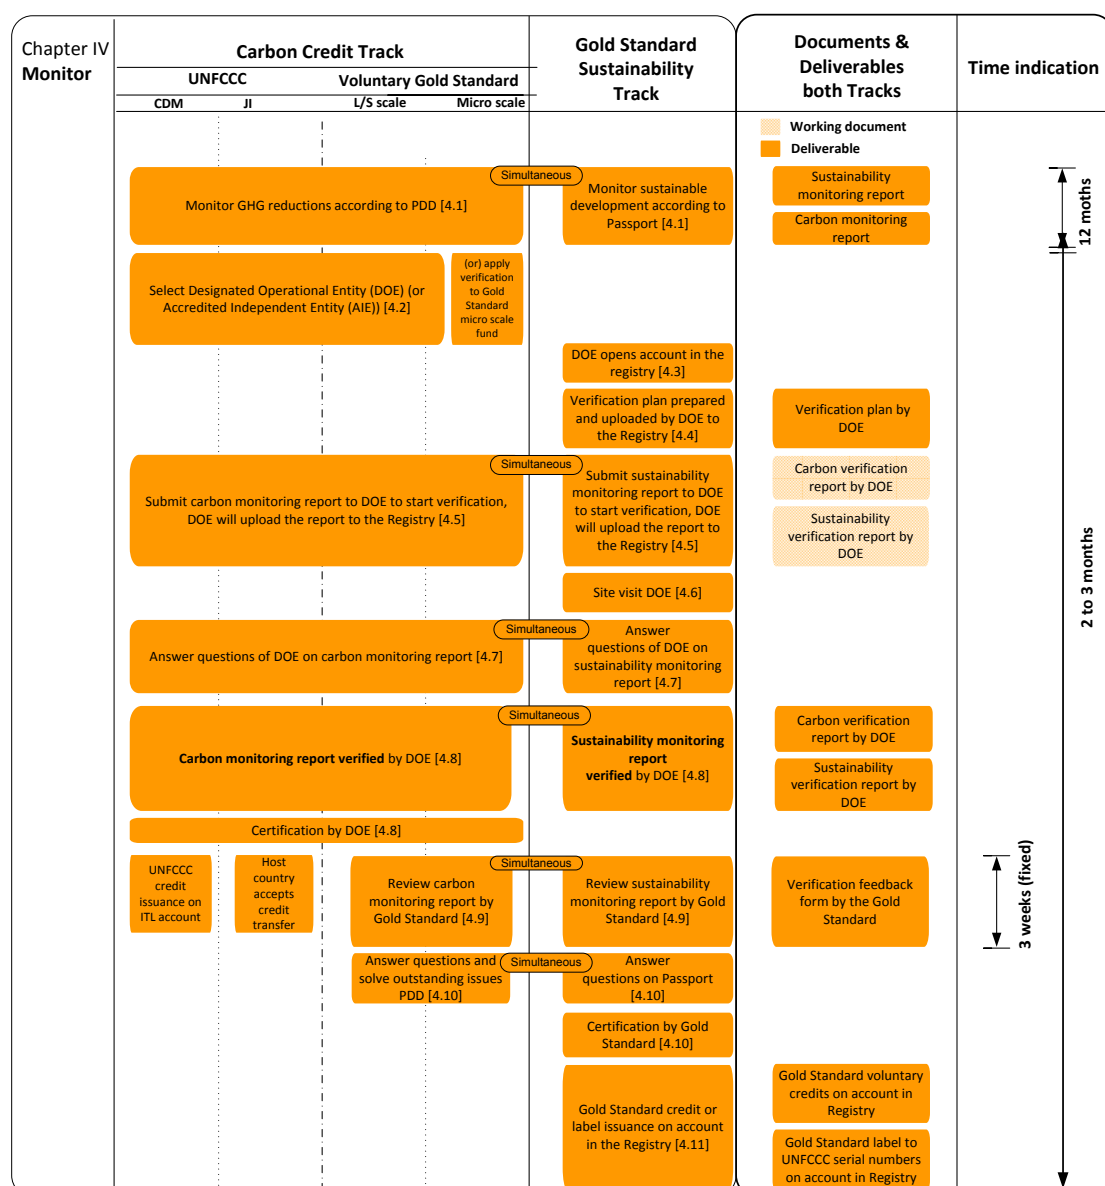 Chapter IV
Monitor
Carbon Credit Track
UNFCCC
Voluntary Gold Standard
CDM
JI
L/S scale
Micro scale
Gold Standard
Sustainability
Track
Documents &
Deliverables
both Tracks
Time indication
Working document
Deliverable
Simultaneous
Monitor GHG reductions according to PDD [4.1]
Monitor sustainable
development according to
Passport [4.1]
Sustainability
monitoring report
Carbon monitoring
report
12 moths
Select Designated Operational Entity (DOE) (or
Accredited Independent Entity (AIE)) [4.2]
(or) apply
verification
to Gold
Standard
micro scale
fund
DOE opens account in the
registry [4.3]
Verification plan prepared
and uploaded by DOE to
the Registry [4.4]
Verification plan by
DOE
Simultaneous
Submit carbon monitoring report to DOE to start verification,
DOE will upload the report to the Registry [4.5]
Submit sustainability
monitoring report to DOE
to start verification, DOE
will upload the report to
the Registry [4.5]
Carbon verification
report by DOE
Sustainability
verification report by
DOE
Site visit DOE [4.6]
2 to 3 months
Simultaneous
Answer questions of DOE on carbon monitoring report [4.7]
Answer
questions of DOE on
sustainability monitoring
report [4.7]
Simultaneous
Carbon monitoring report verified by DOE [4.8]
Sustainability monitoring
report
verified by DOE [4.8]
Carbon verification
report by DOE
Sustainability
verification report by
DOE
Certification by DOE [4.8]
UNFCCC
credit
issuance on
ITL account
Host
country
accepts
credit
transfer
Simultaneous
Review carbon
monitoring report by
Gold Standard [4.9]
Review sustainability
monitoring report by Gold
Standard [4.9]
Verification feedback
form by the Gold
Standard
3 weeks (fixed)
Simultaneous
Answer questions and
solve outstanding issues
PDD [4.10]
Answer
questions on Passport
[4.10]
Certification by Gold
Standard [4.10]
Gold Standard credit or
label issuance on account
in the Registry [4.11]
Gold Standard voluntary
credits on account in
Registry
Gold Standard label to
UNFCCC serial numbers
on account in Registry